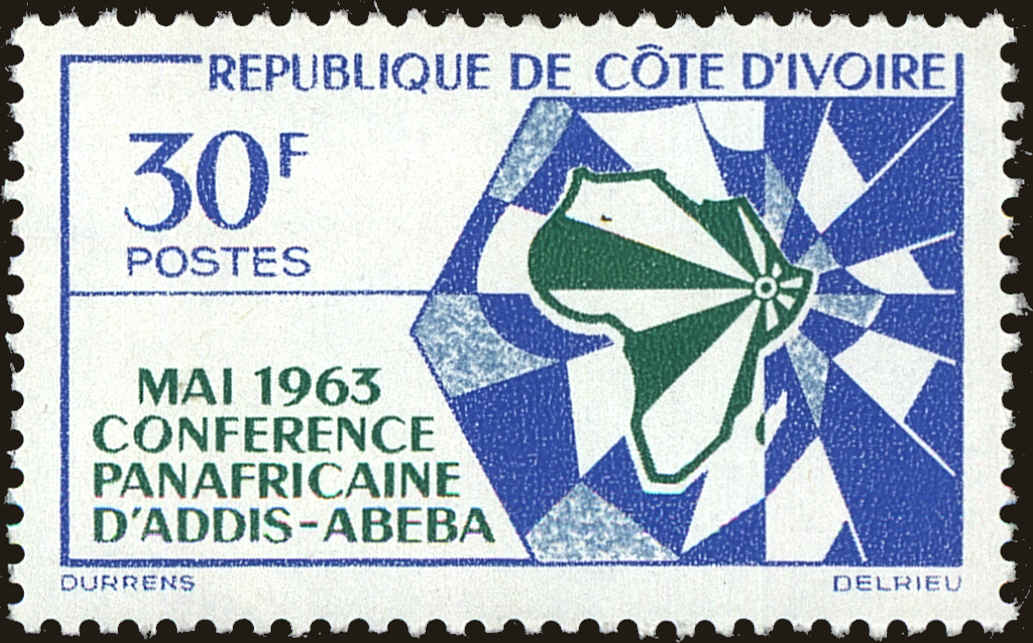 REPUBLIQUE DE CÔTE D'IVOIRE
30F
POSTES
MAI 1963
CONFERENCE
PANAFRICAINE
D'ADDIS-ABEBA
DURRENS
DELRIEU